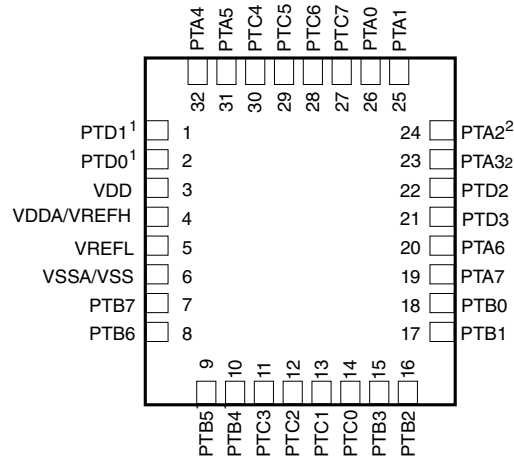 PTA4 PTA5 PTC4 PTC5 PTC6 PTC7 PTA0 PTA1
32 31 30 29 28 27 26 25
PTD1¹ 1 24 PTA2²
PTD0¹ 2 23 PTA32
VDD 3 22 PTD2
VDDA/VREFH 4 21 PTD3
VREFL 5 20 PTA6
VSSA/VSS 6 19 PTA7
PTB7 7 18 PTB0
PTB6 8 17 PTB1
9 10 11 12 13 14 15 16
PTB5 PTB4 PTC3 PTC2 PTC1 PTC0 PTB3 PTB2